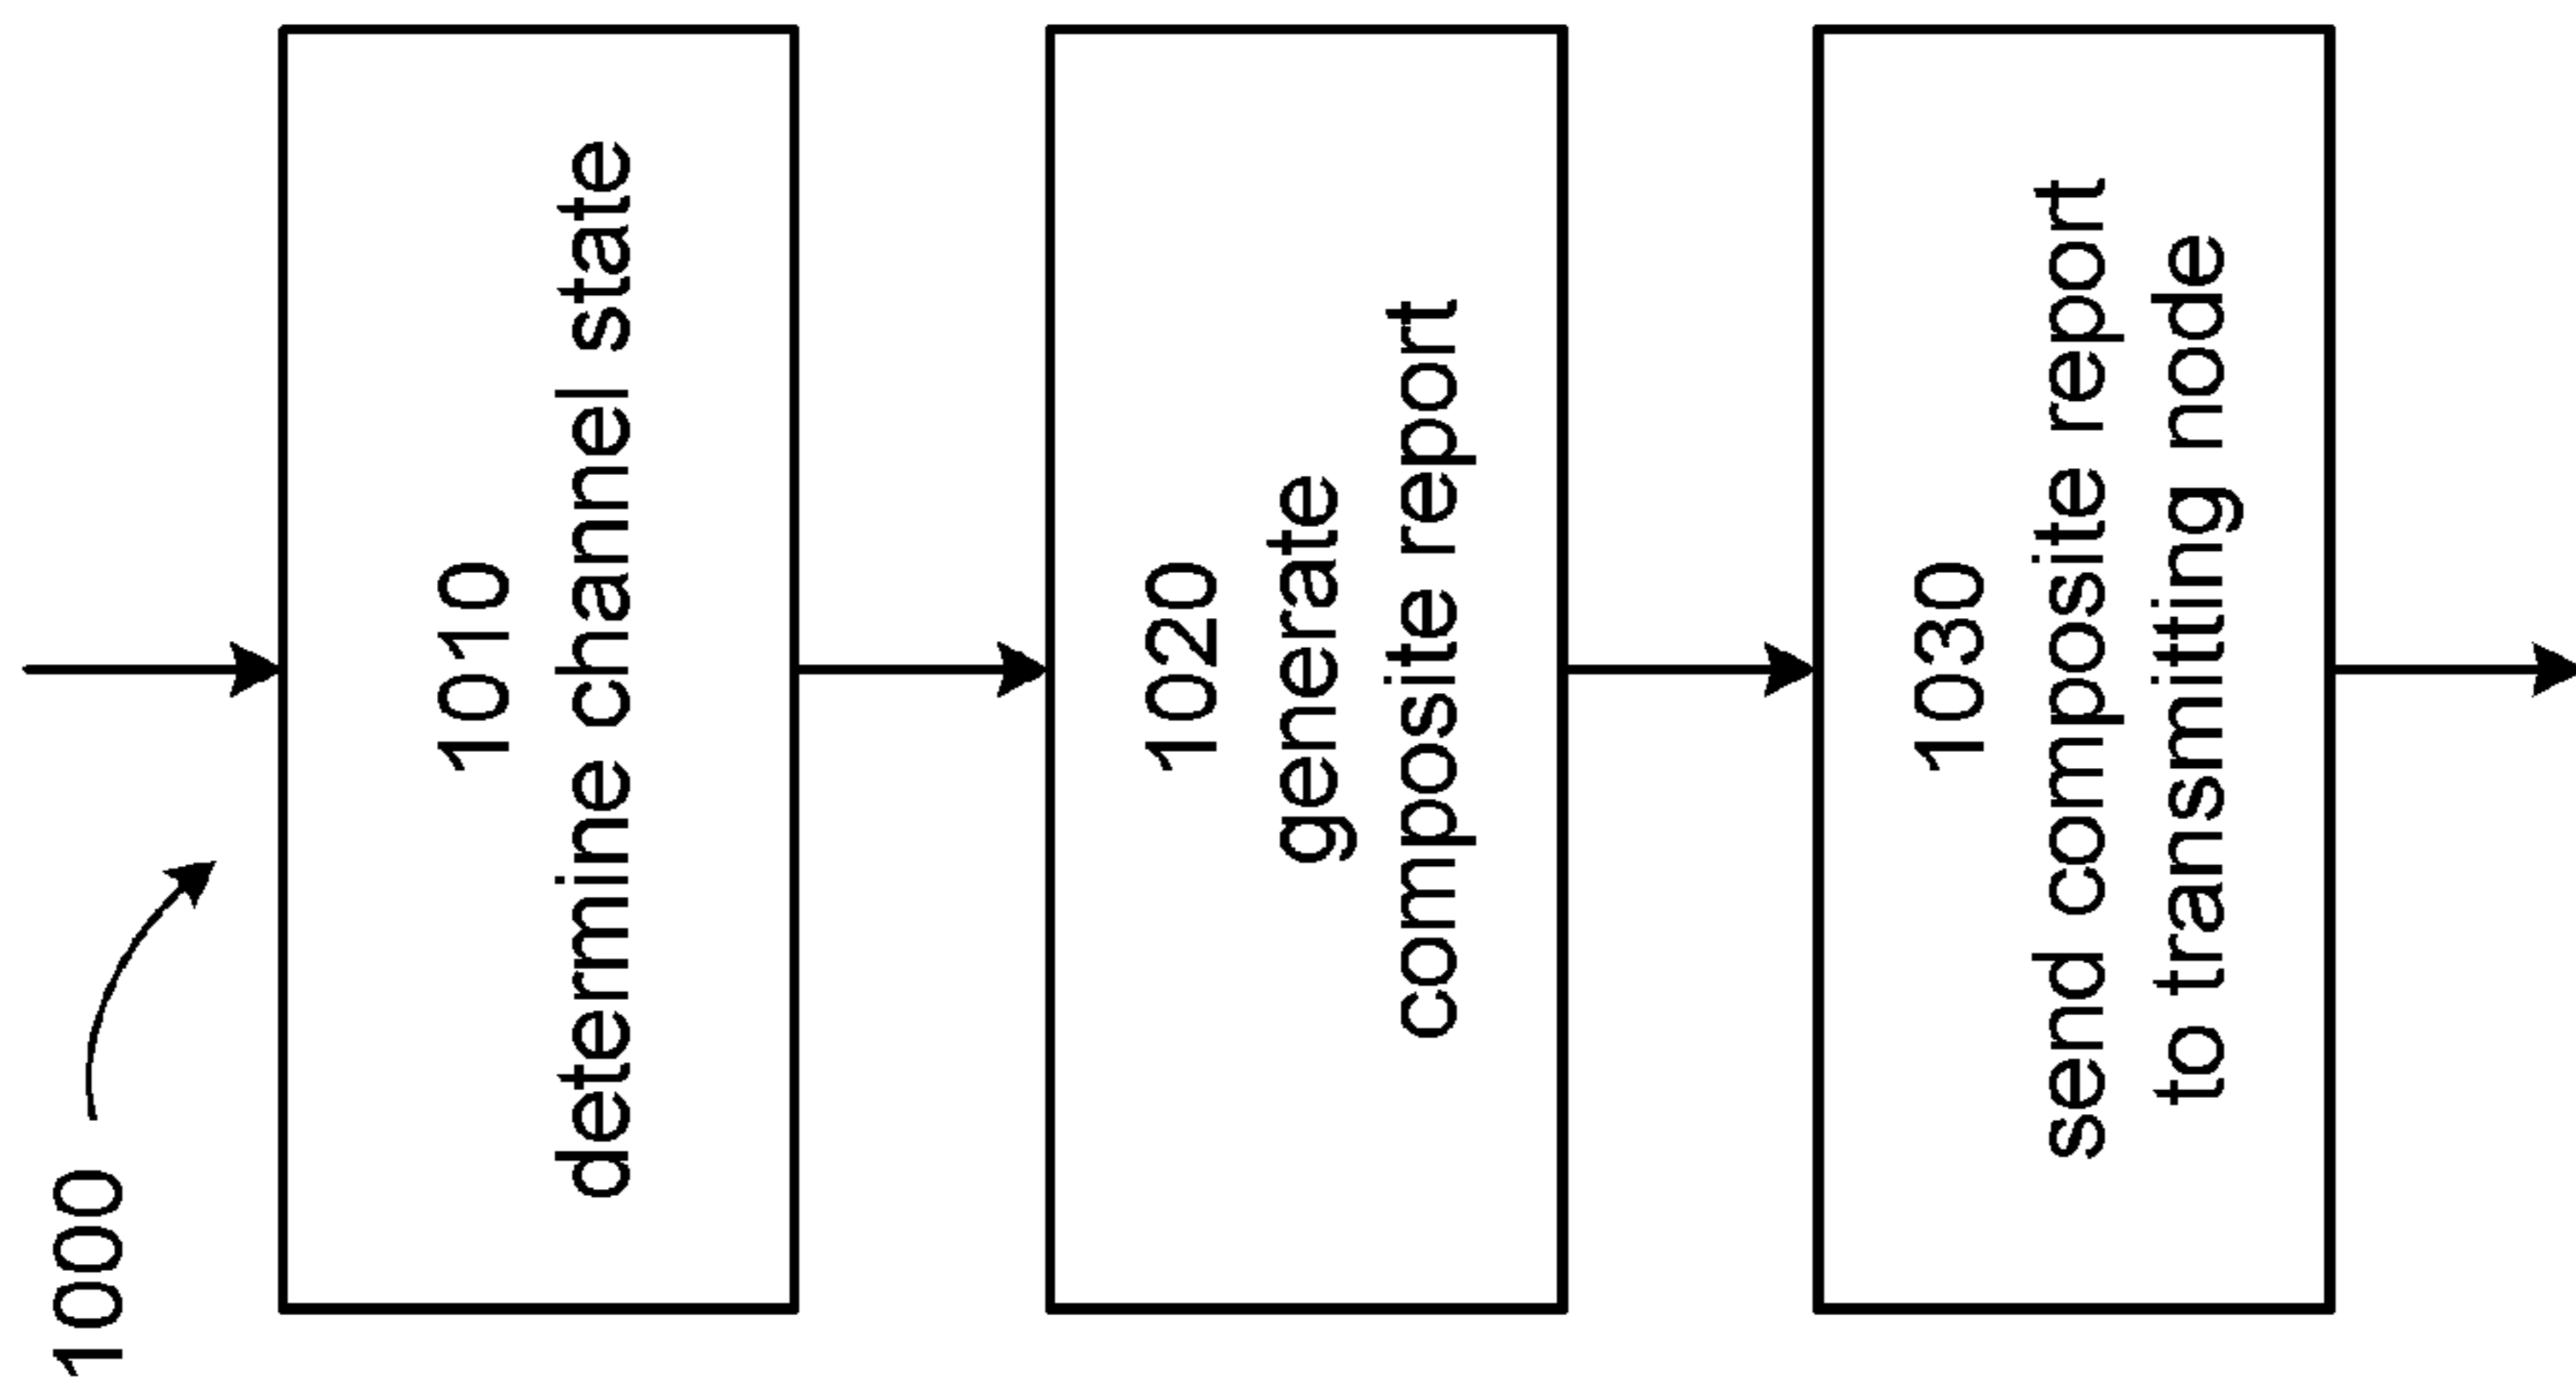 1000
1010
determine channel state
1020
generate
composite report
1030
send composite report
to transmitting node